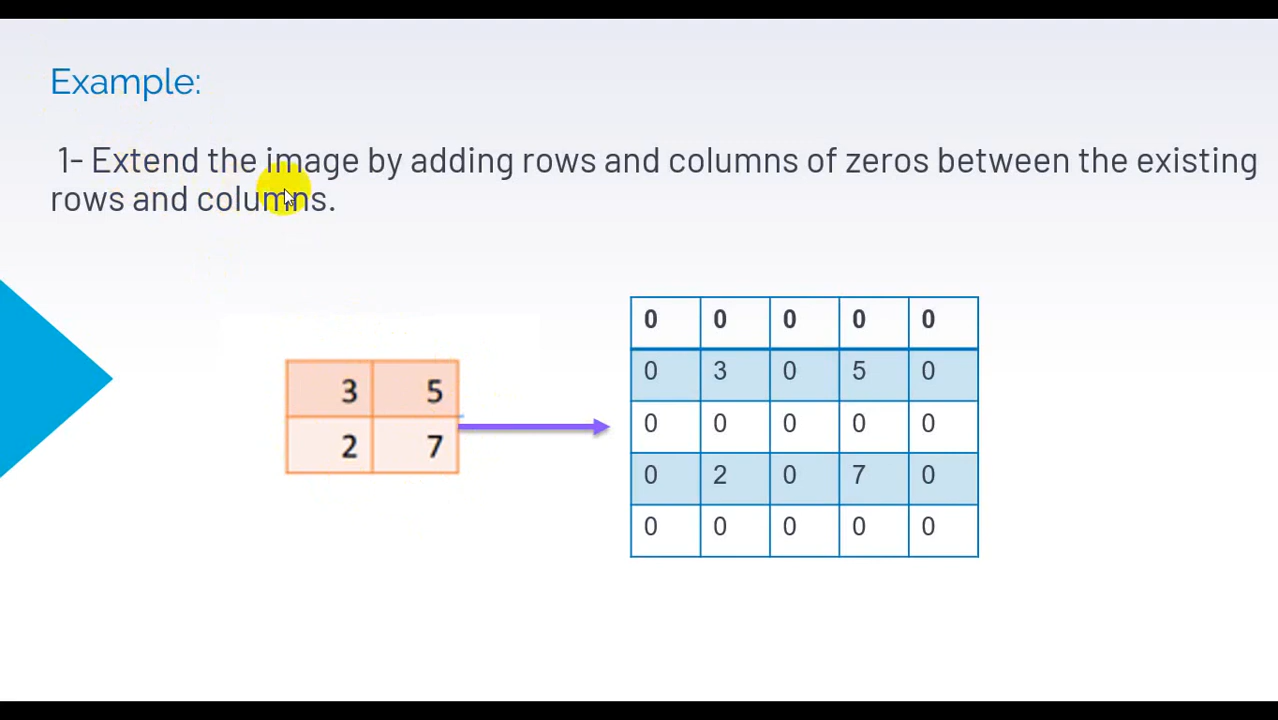 Example:
1- Extend the image by adding rows and columns of zeros between the existing
rows and columns.
3 5
2 7
0 0 0 0 0
0 3 0 5 0
0 0 0 0 0
0 2 0 7 0
0 0 0 0 0